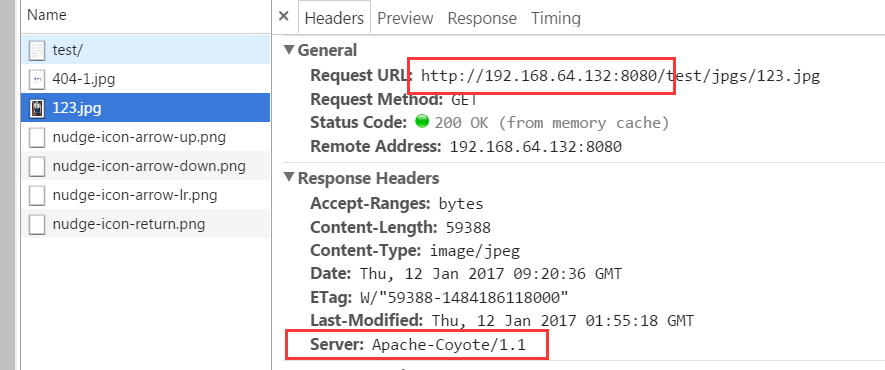 Name
test/
404-1.jpg
123.jpg
nudge-icon-arrow-up.png
nudge-icon-arrow-down.png
nudge-icon-arrow-lr.png
nudge-icon-return.png
× Headers Preview Response Timing
▼General
Request URL: http://192.168.64.132:8080/test/jpgs/123.jpg
Request Method: GET
Status Code: 200 OK (from memory cache)
Remote Address: 192.168.64.132:8080
▼Response Headers
Accept-Ranges: bytes
Content-Length: 59388
Content-Type: image/jpeg
Date: Thu, 12 Jan 2017 09:20:36 GMT
ETag: W/"59388-1484186118000"
Last-Modified: Thu, 12 Jan 2017 01:55:18 GMT
Server: Apache-Coyote/1.1